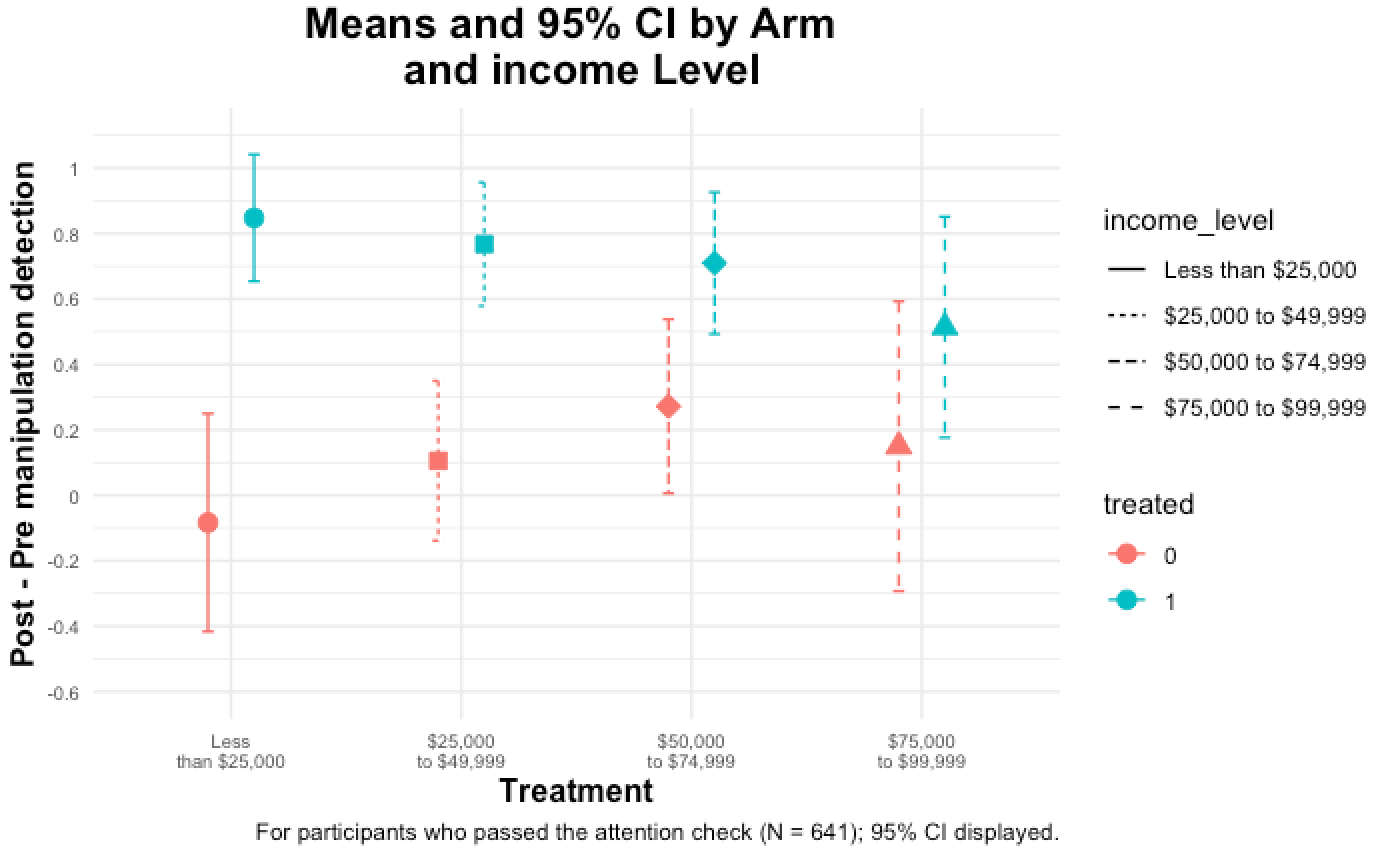 Means and 95% CI by Arm
and income Level
Post - Pre manipulation detection
1
0.8
0.6
0.4
0.2
0
-0.2
-0.4
-0.6
Less
than $25,000
$25,000
to $49,999
$50,000
to $74,999
$75,000
to $99,999
Treatment
For participants who passed the attention check (N = 641); 95% CI displayed.
income_level
Less than $25,000
$25,000 to $49,999
$50,000 to $74,999
$75,000 to $99,999
treated
0
1